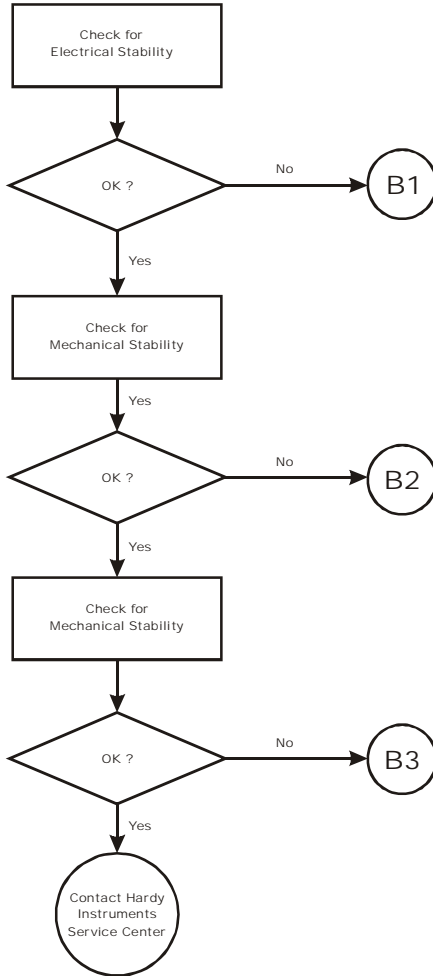 Check for
Electrical Stability
OK ?
No
B1
Yes
Check for
Mechanical Stability
Yes
OK ?
No
B2
Yes
Check for
Mechanical Stability
OK ?
No
B3
Yes
Contact Hardy
Instruments
Service Center